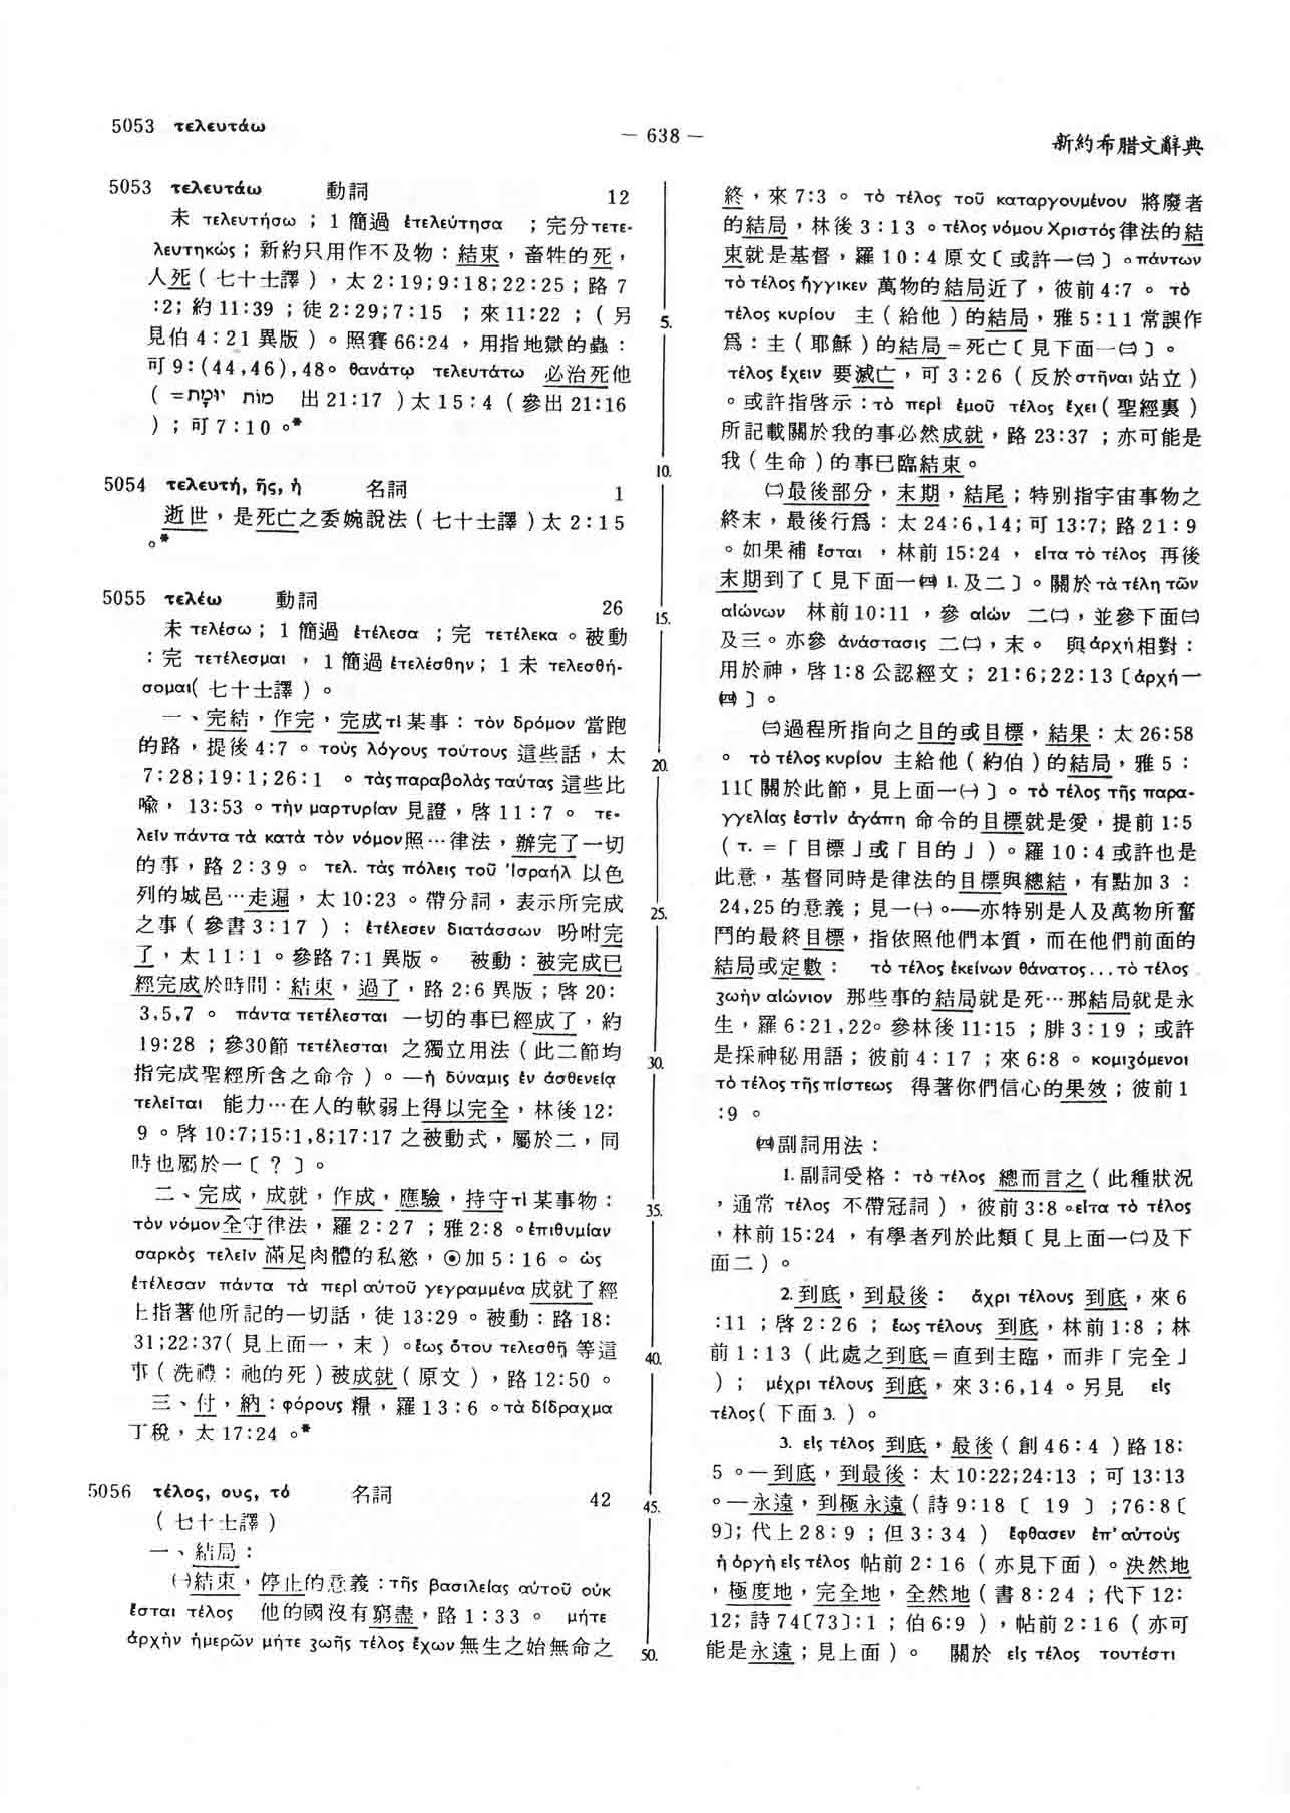 5053 τελευτάω
— 638 —
新約希腊文辭典
5053 τελευτάω 動詞 12
未 τελευτήσω ; 1 簡過 ἐτελεύτησα ; 完分 τετε-
λευτηκώς ; 新約只用作不及物：結束，畜牲的死，
人死 ( 七十士譯 ) ，太 2:19;9:18;22:25 ; 路 7
:2; 約 11:39 ; 徒 2:29;7:15 ; 來 11:22 ; ( 另
見伯 4:21 異版 ) 。照賽 66:24 ，用指地獄的蟲：
可 9:(44,46),48。 θανάτῳ τελευτάτω 必治死他
( =מות יומת 出 21:17 ) 太 15:4 ( 參出 21:16
) ; 可 7:10 。*
5054 τελευτή, ῆς, ἡ 名詞 1
逝世，是死亡之委婉說法 ( 七十士譯 ) 太 2:15
。*
5055 τελέω 動詞 26
未 τελέσω ; 1 簡過 ἐτέλεσα ; 完 τετέλεκα 。被動
：完 τετέλεσμαι ， 1 簡過 ἐτελέσθην ; 1 未 τελεσθή-
σομαι ( 七十士譯 ) 。
一、完結，作完，完成 τὶ 某事： τὸν δρόμον 當跑
的路，提後 4:7 。 τοὺς λόγους τούτους 這些話，太
7:28;19:1;26:1 。 τὰς παραβολὰς ταύτας 這些比
喩， 13:53 。 τὴν μαρτυρίαν 見證，啓 11:7 。 τε-
λεῖν πάντα τὰ κατὰ τὸν νόμον 照…律法，辦完了一切
的事，路 2:39 。 τελ. τὰς πόλεις τοῦ Ἰσραήλ 以色
列的城邑…走遍，太 10:23 。帶分詞，表示所完成
之事 ( 參書 3:17 ) ： ἐτέλεσεν διατάσσων 吩咐完
了，太 11:1 。參路 7:1 異版。 被動：被完成已
經完成於時間：結束，過了，路 2:6 異版 ; 啓 20:
3,5,7 。 πάντα τετέλεσται 一切的事已經成了，約
19:28 ; 參30節 τετέλεσται 之獨立用法 ( 此二節均
指完成聖經所含之命令 ) 。—ἡ δύναμις ἐν ἀσθενείᾳ
τελεῖται 能力…在人的軟弱上得以完全，林後 12:
9 。啓 10:7;15:1,8;17:17 之被動式，屬於二，同
時也屬於一〔？〕。
二、完成，成就，作成，應驗，持守 τὶ 某事物：
τὸν νόμον 全守律法，羅 2:27 ; 雅 2:8 。ἐπιθυμίαν
σαρκὸς τελεῖν 滿足肉體的私慾，◉加 5:16 。 ὡς
ἐτέλεσαν πάντα τὰ περὶ αὐτοῦ γεγραμμένα 成就了經
上指著他所記的一切話，徒 13:29 。被動：路 18:
31;22:37( 見上面一，末 ) 。ἕως ὅτου τελεσθῇ 等這
事 ( 洗禮：祂的死 ) 被成就 ( 原文 ) ，路 12:50 。
三、付，納：φόρους 糧，羅 13:6 。τὰ δίδραχμα
丁稅，太 17:24 。*
5056 τέλος, ους, τό 名詞 42
( 七十士譯 )
一、結局：
㈠結束，停止的意義：τῆς βασιλείας αὐτοῦ οὐκ
ἔσται τέλος 他的國沒有窮盡，路 1:33 。 μήτε
ἀρχὴν ἡμερῶν μήτε ζωῆς τέλος ἔχων 無生之始無命之
5.
10.
15.
20.
25.
30.
35.
40.
45.
50.
終，來 7:3 。 τὸ τέλος τοῦ καταργουμένου 將廢者
的結局，林後 3:13 。τέλος νόμου Χριστός 律法的結
束就是基督，羅 10:4 原文〔或許一㈢〕。πάντων
τὸ τέλος ἤγγικεν 萬物的結局近了，彼前 4:7 。 τὸ
τέλος κυρίου 主 ( 給他 ) 的結局，雅 5:11 常誤作
爲：主 ( 耶穌 ) 的結局＝死亡〔見下面一㈢〕。
τέλος ἔχειν 要滅亡，可 3:26 ( 反於 στῆναι 站立 )
。或許指啓示：τὸ περὶ ἐμοῦ τέλος ἔχει ( 聖經裏 )
所記載關於我的事必然成就，路 23:37 ; 亦可能是
我 ( 生命 ) 的事已臨結束。
㈡最後部分，末期，結尾 ; 特別指宇宙事物之
終末，最後行爲：太 24:6,14; 可 13:7; 路 21:9
。如果補 ἔσται ，林前 15:24 ， εἶτα τὸ τέλος 再後
末期到了〔見下面一㈣ 1. 及二〕。關於 τὰ τέλη τῶν
αἰώνων 林前 10:11 ，參 αἰών 二㈡，並參下面㈢
及三。亦參 ἀνάστασις 二㈡，末。 與 ἀρχή 相對：
用於神，啓 1:8 公認經文 ; 21:6;22:13〔ἀρχή 一
㈣〕。
㈢過程所指向之目的或目標，結果：太 26:58
。 τὸ τέλος κυρίου 主給他 ( 約伯 ) 的結局，雅 5:
11〔關於此節，見上面一㈠〕。τὸ τέλος τῆς παρα-
γγελίας ἐστὶν ἀγάπη 命令的目標就是愛，提前 1:5
( τ. ＝「目標」或「目的」) 。羅 10:4 或許也是
此意，基督同時是律法的目標與總結，有點加 3 :
24,25 的意義 ; 見一㈠。—亦特別是人及萬物所奮
鬥的最終目標，指依照他們本質，而在他們前面的
結局或定數： τὸ τέλος ἐκείνων θάνατος...τὸ τέλος
ζωὴν αἰώνιον 那些事的結局就是死…那結局就是永
生，羅 6:21,22。參林後 11:15 ; 腓 3:19 ; 或許
是採神秘用語 ; 彼前 4:17 ; 來 6:8 。 κομιζόμενοι
τὸ τέλος τῆς πίστεως 得著你們信心的果效 ; 彼前 1
:9 。
㈣副詞用法：
1. 副詞受格： τὸ τέλος 總而言之 ( 此種狀況
，通常 τέλος 不帶冠詞 ) ，彼前 3:8 。εἶτα τὸ τέλος
，林前 15:24 ，有學者列於此類〔見上面一㈡及下
面二〕。
2. 到底，到最後： ἄχρι τέλους 到底，來 6
:11 ; 啓 2:26 ; ἕως τέλους 到底，林前 1:8 ; 林
前 1:13 ( 此處之到底＝直到主臨，而非「完全」
) ; μέχρι τέλους 到底，來 3:6,14 。另見 εἰς
τέλος ( 下面 3. ) 。
3. εἰς τέλος 到底，最後 ( 創 46:4 ) 路 18:
5 。—到底，到最後：太 10:22;24:13 ; 可 13:13
。—永遠，到極永遠 ( 詩 9:18 〔 19 〕 ;76:8〔
9〕; 代上 28:9 ; 但 3:34 ) ἔφθασεν ἐπ' αὐτοὺς
ἡ ὀργὴ εἰς τέλος 帖前 2:16 ( 亦見下面 ) 。決然地
，極度地，完全地，全然地 ( 書 8:24 ; 代下 12:
12; 詩 74〔73〕:1 ; 伯 6:9 ) ，帖前 2:16 ( 亦可
能是永遠 ; 見上面 ) 。 關於 εἰς τέλος τουτέστι